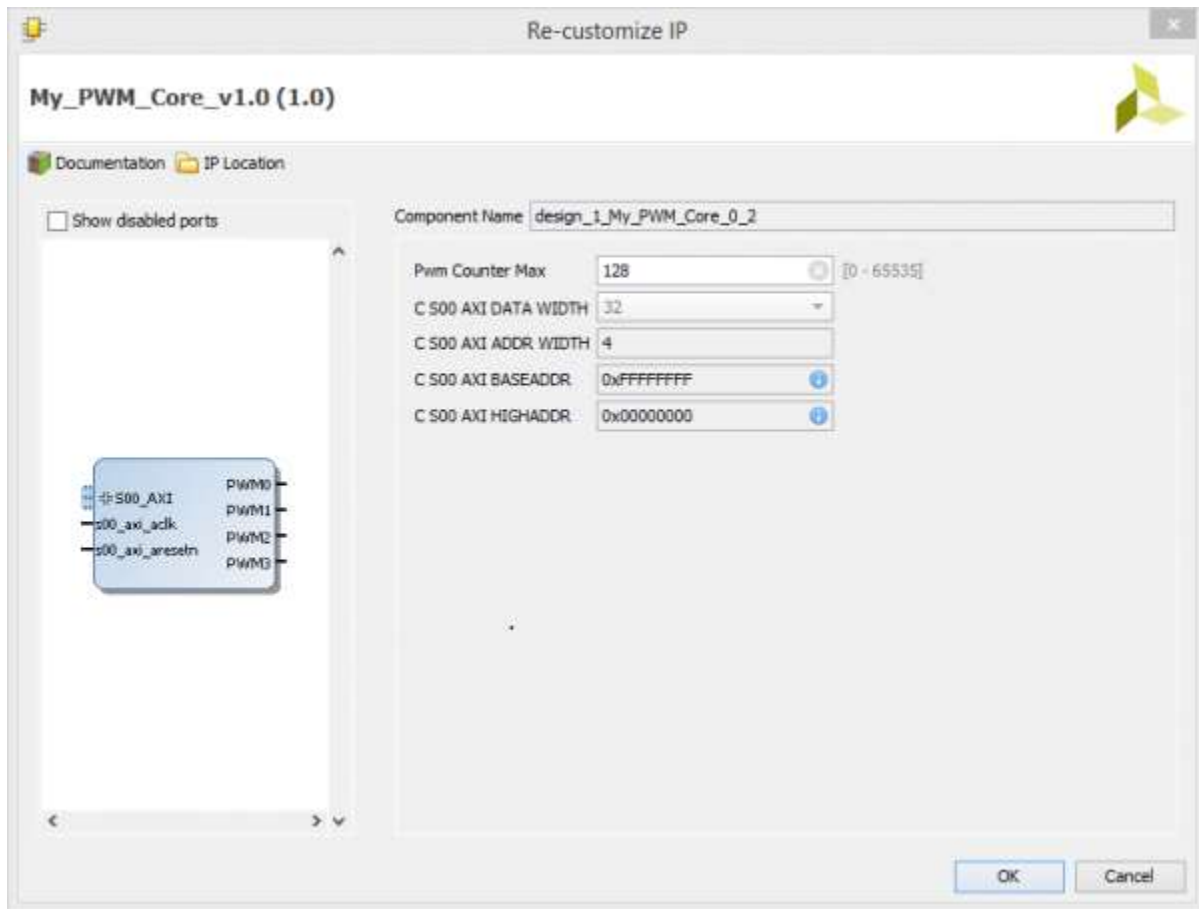 Re-customize IP
My_PWM_Core_v1.0 (1.0)
Documentation IP Location
Show disabled ports
S00_AXI
s00_axi_aclk
s00_axi_aresetn
PWM0
PWM1
PWM2
PWM3
Component Name design_1_My_PWM_Core_0_2
Pwm Counter Max 128 [0 - 65535]
C S00 AXI DATA WIDTH 32
C S00 AXI ADDR WIDTH 4
C S00 AXI BASEADDR 0xFFFFFFFF
C S00 AXI HIGHADDR 0x00000000
OK Cancel